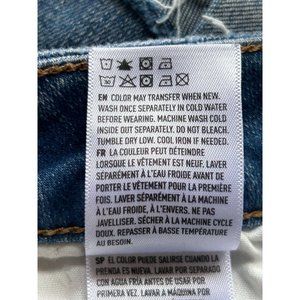 EN COLOR MAY TRANSFER WHEN NEW.
WASH ONCE SEPARATELY IN COLD WATER
BEFORE WEARING. MACHINE WASH COLD
INSIDE OUT SEPARATELY. DO NOT BLEACH.
TUMBLE DRY LOW. COOL IRON IF NEEDED.
FR LA COULEUR PEUT DÉTEINDRE
LORSQUE LE VÊTEMENT EST NEUF. LAVER
SÉPARÉMENT À L'EAU FROIDE AVANT DE
PORTER LE VÊTEMENT POUR LA PREMIÈRE
FOIS. LAVER SÉPARÉMENT À LA MACHINE À
L'EAU FROIDE, À L'ENVERS. NE PAS
JAVELLISER. SÉCHER À LA MACHINE CYCLE
DOUX. REPASSER À BASSE TEMPÉRATURE
AU BESOIN.
SP EL COLOR PUEDE SALIRSE CUANDO LA
PRENDA ES NUEVA. LAVAR POR SEPARADO
CON AGUA FRÍA ANTES DE USAR POR
PRIMERA VEZ. LAVAR A MÁQUINA POR